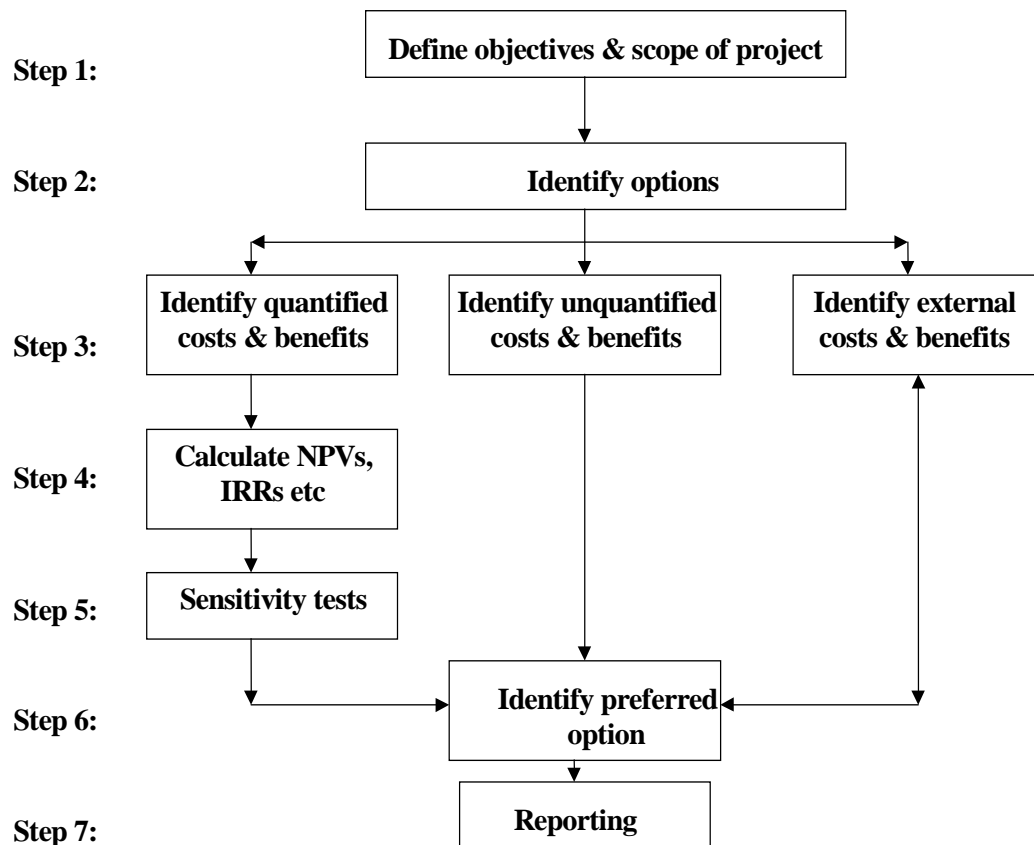 Step 1:
Define objectives & scope of project
Step 2:
Identify options
Step 3:
Identify quantified
costs & benefits
Identify unquantified
costs & benefits
Identify external
costs & benefits
Step 4:
Calculate NPVs,
IRRs etc
Step 5:
Sensitivity tests
Step 6:
Identify preferred
option
Step 7:
Reporting